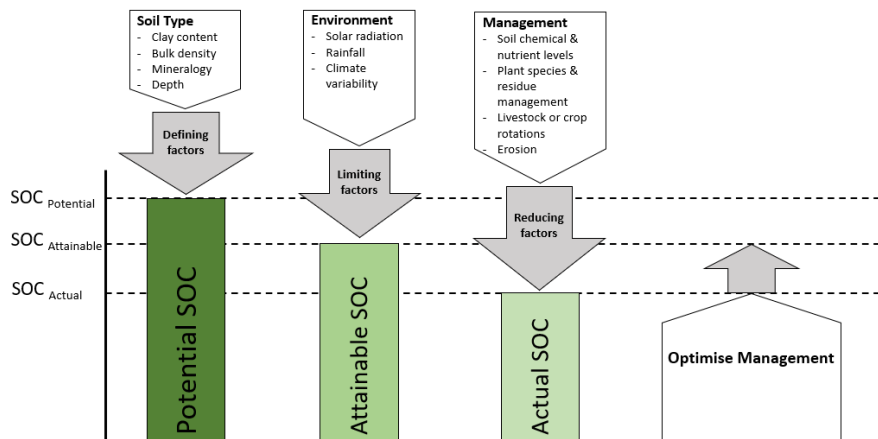 Soil Type
- Clay content
- Bulk density
- Mineralogy
- Depth
Environment
- Solar radiation
- Rainfall
- Climate
variability
Management
- Soil chemical &
nutrient levels
- Plant species &
residue
management
- Livestock or crop
rotations
- Erosion
Defining
factors
Limiting
factors
Reducing
factors
SOC Potential
SOC Attainable
SOC Actual
Potential SOC
Attainable SOC
Actual SOC
Optimise Management